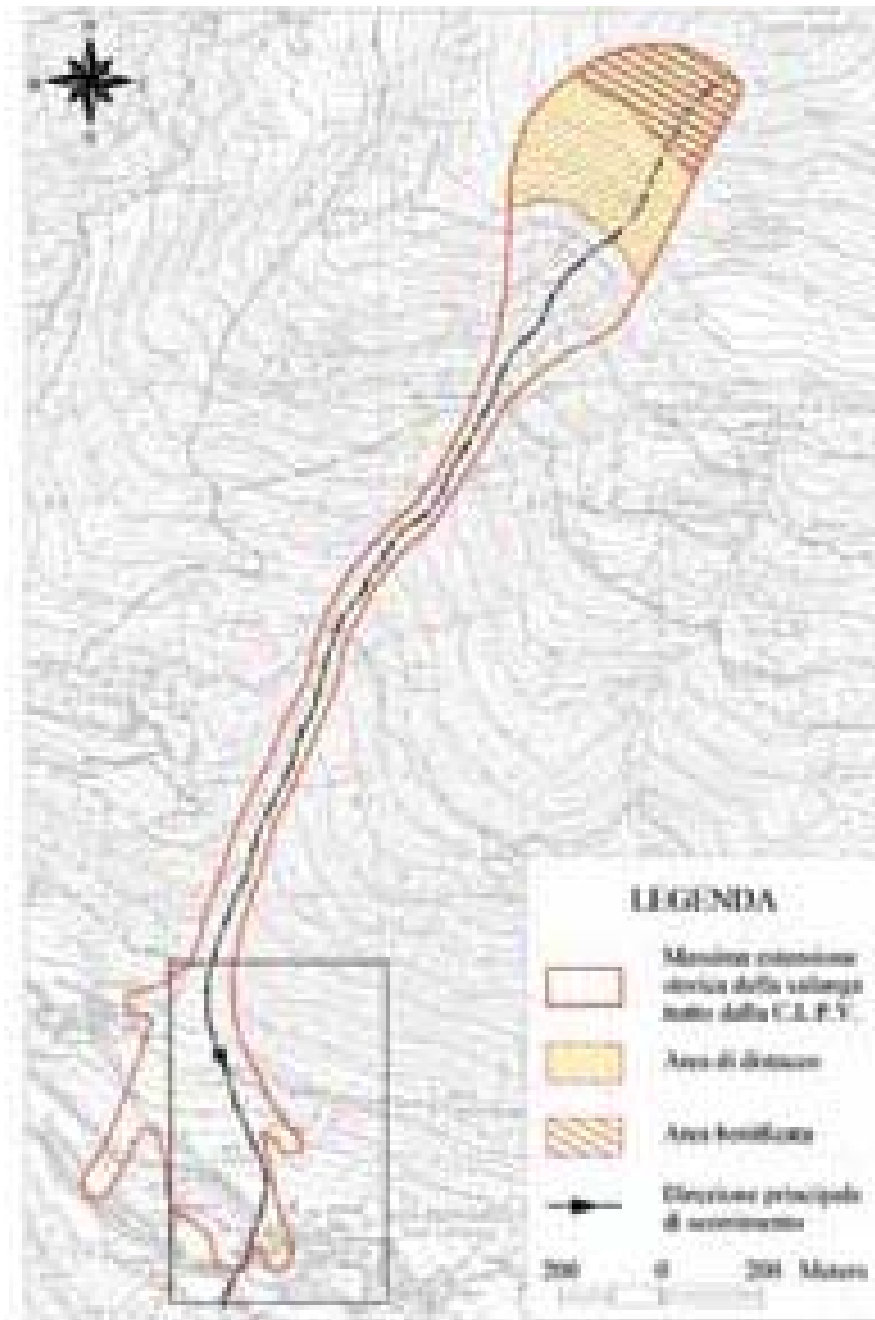 LEGENDA
Massima estensione
storica della valanga
tratto dalla C.L.P.V.
Area di distacco
Area bonificata
Direzione principale
di scorrimento
200 0 200 Meters